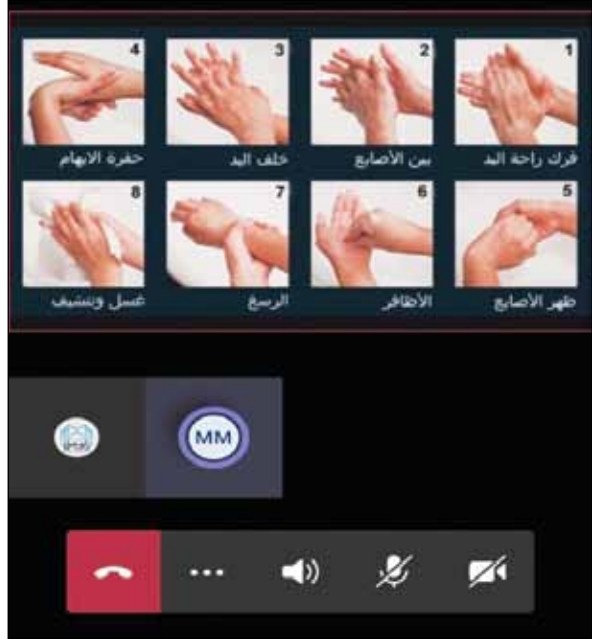 1
فرك راحة اليد
2
بين الأصابع
3
خلف اليد
4
حفرة الابهام
5
ظهر الأصابع
6
الأظافر
7
الرسغ
8
غسل وتنشيف
MM